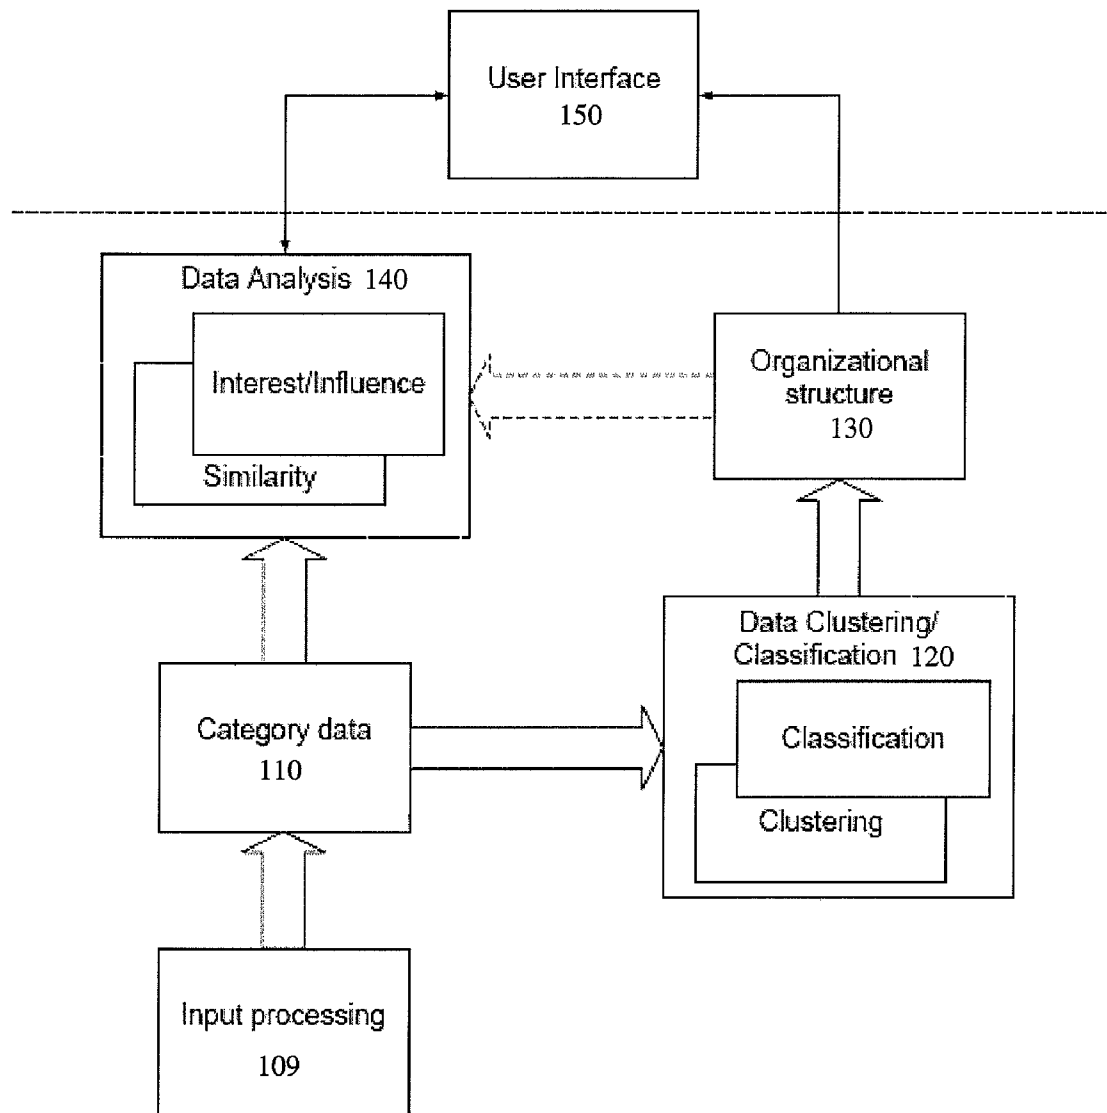 User Interface
150
Data Analysis 140
Interest/Influence
Similarity
Organizational
structure
130
Data Clustering/
Classification 120
Classification
Clustering
Category data
110
Input processing
109